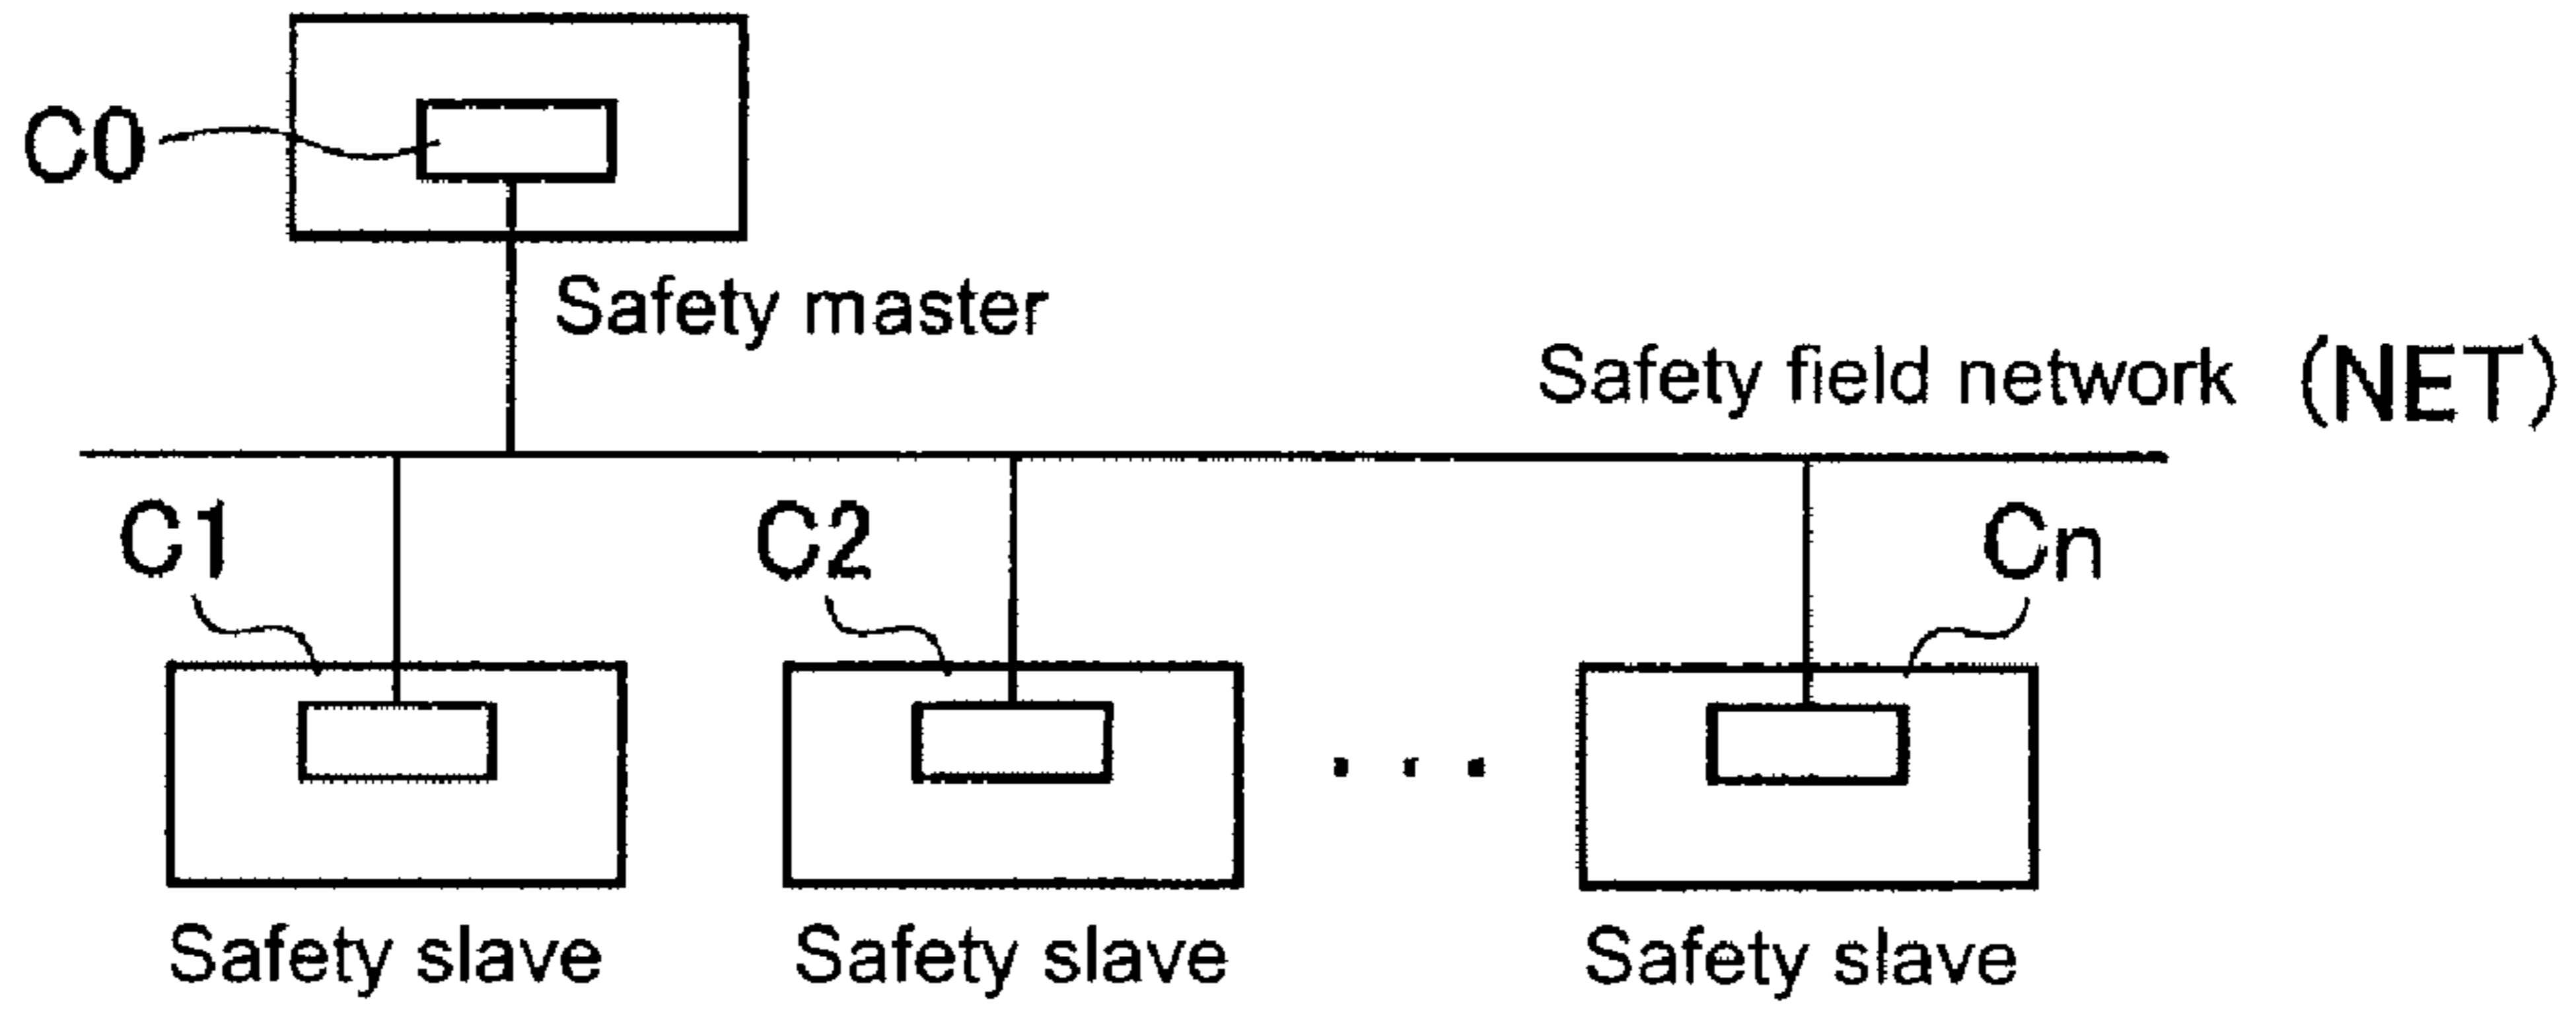 C0
Safety master
Safety field network (NET)
C1 C2 Cn
Safety slave Safety slave ... Safety slave